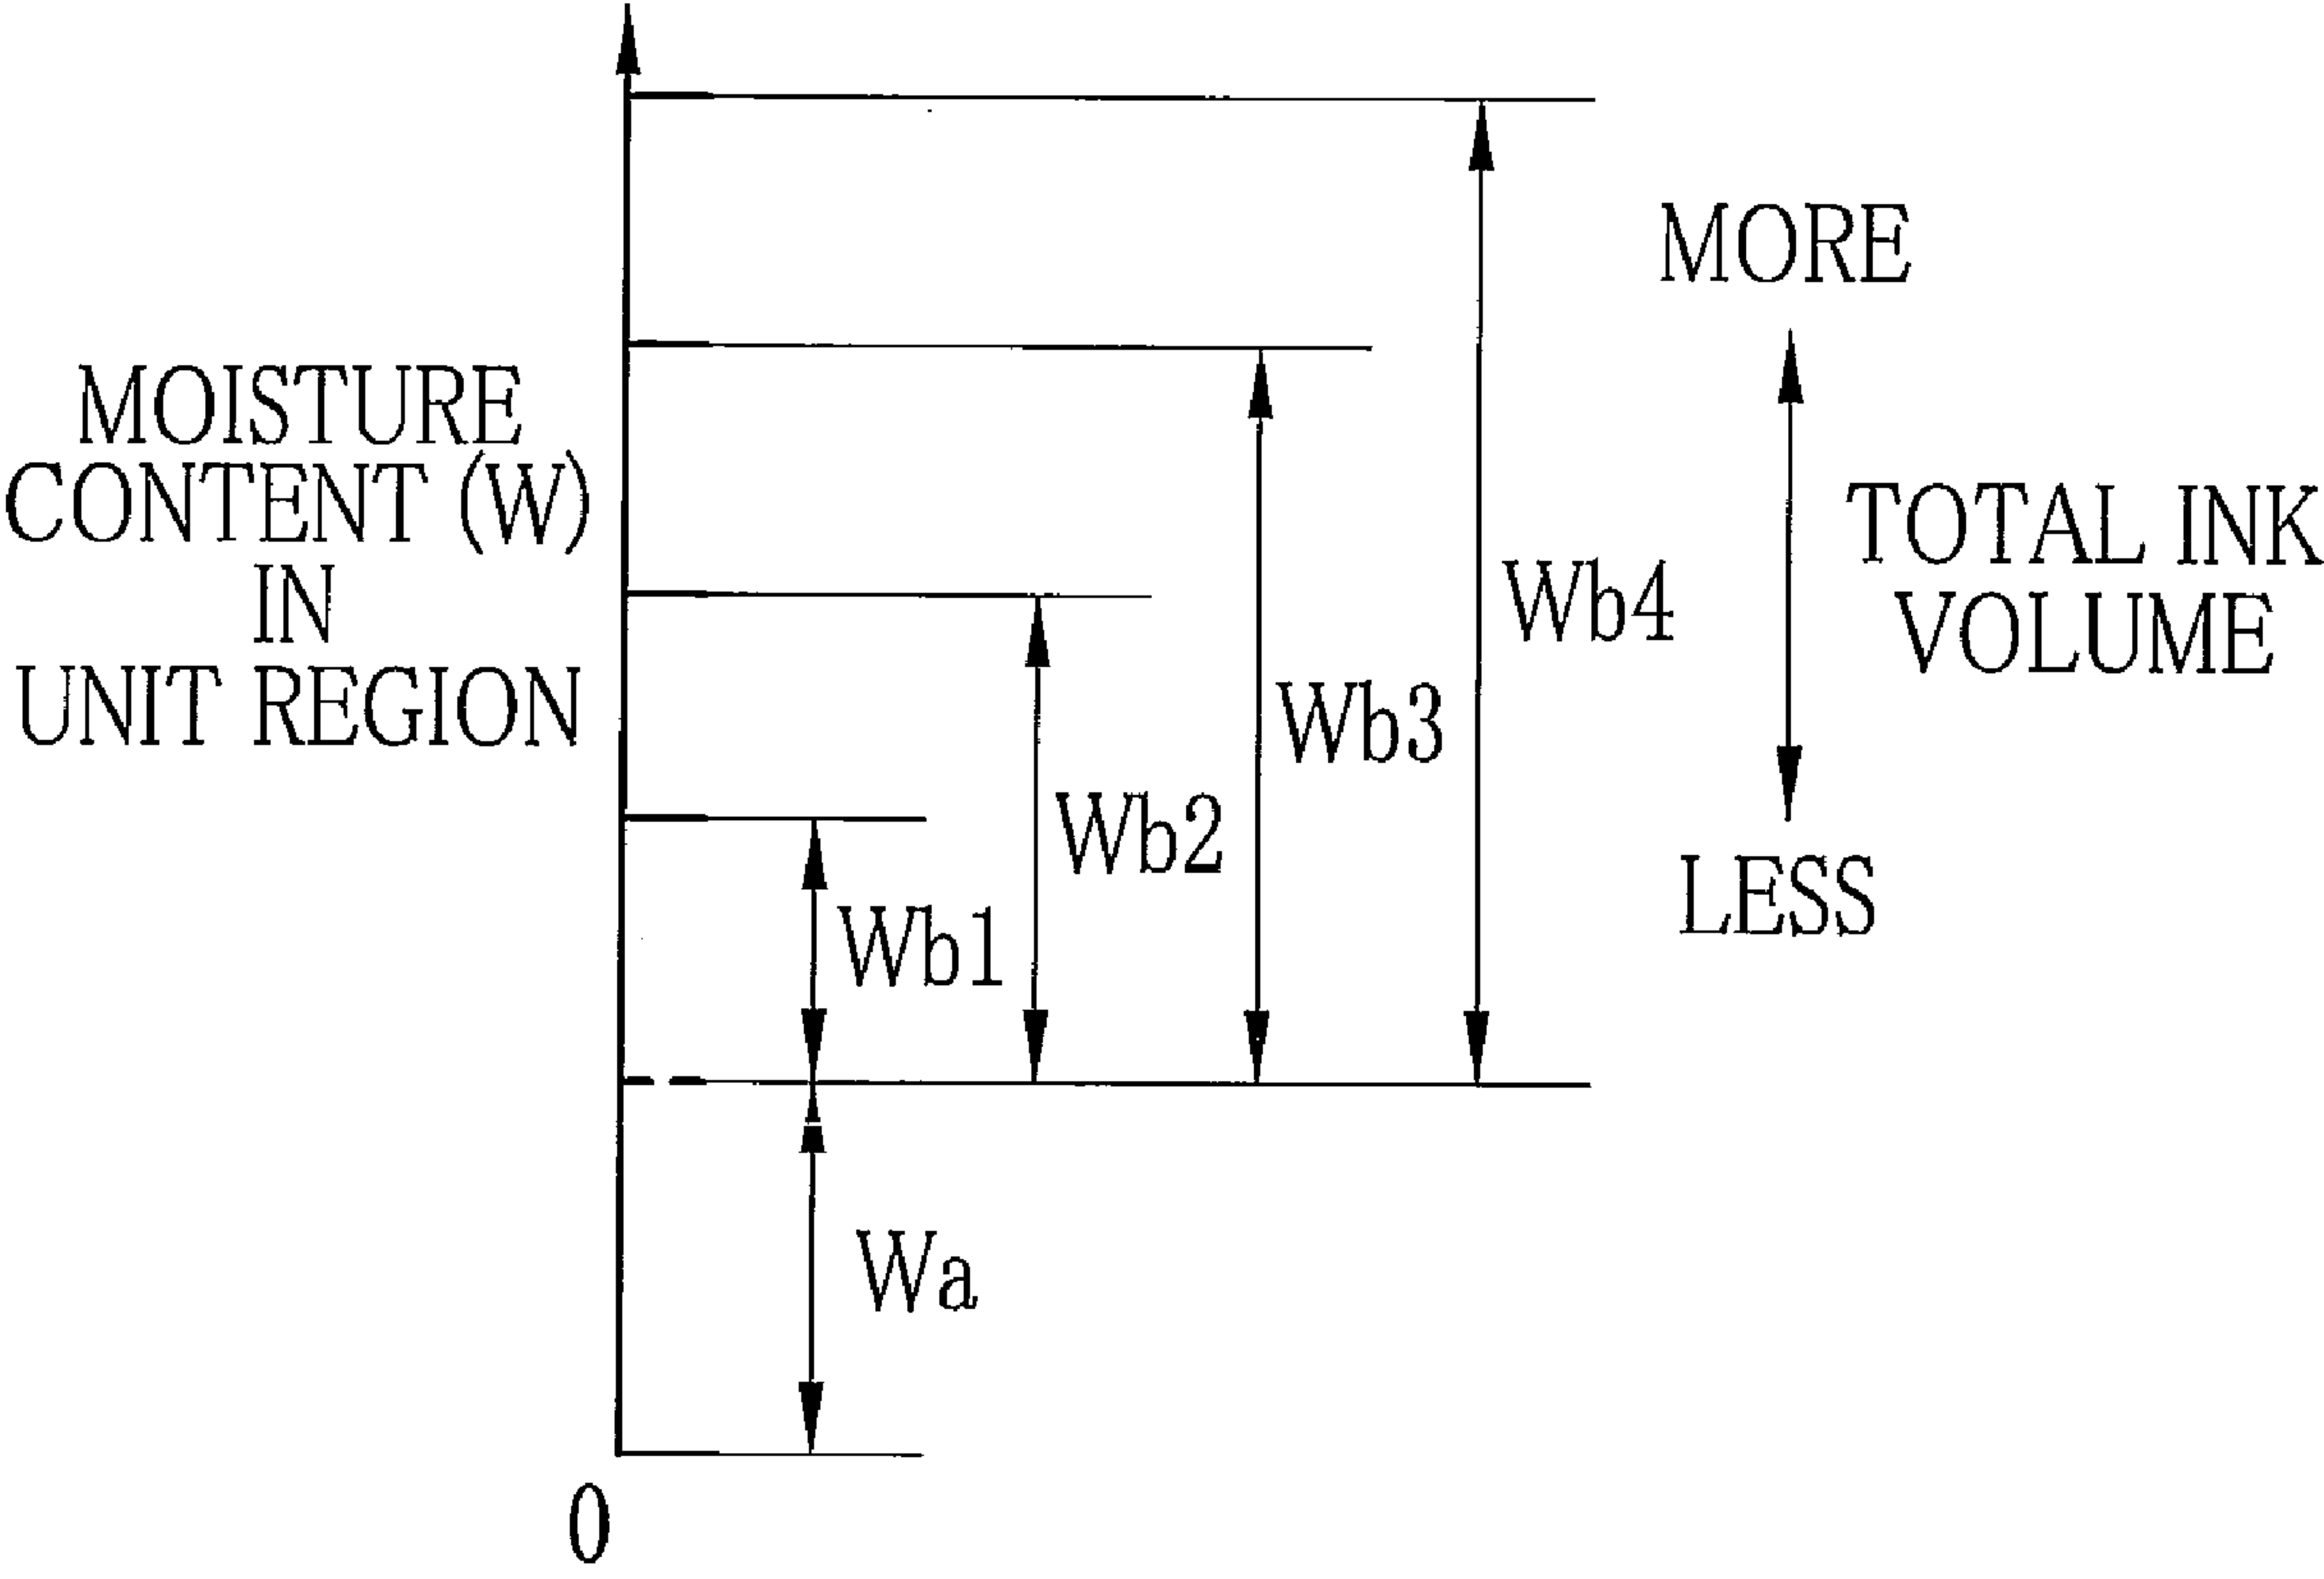 MORE
MOISTURE
CONTENT (W)
IN
UNIT REGION
TOTAL INK
VOLUME
Wb4
Wb3
Wb2
LESS
Wb1
Wa
0